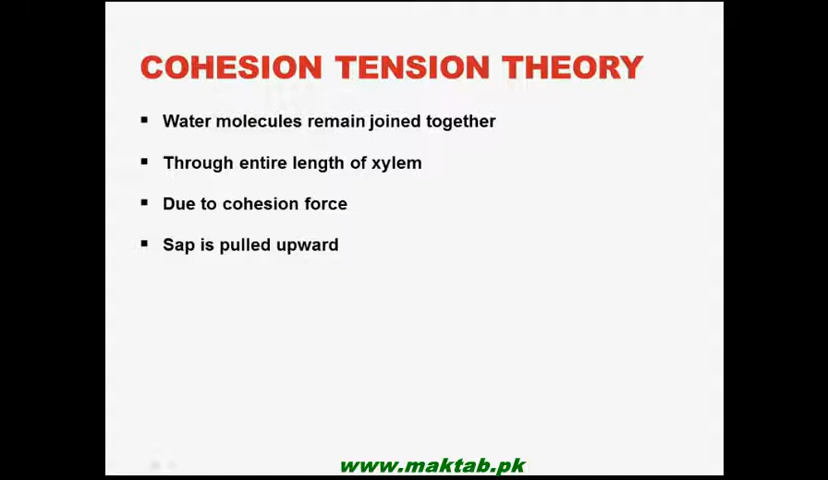 COHESION TENSION THEORY
▪ Water molecules remain joined together
▪ Through entire length of xylem
▪ Due to cohesion force
▪ Sap is pulled upward
www.maktab.pk